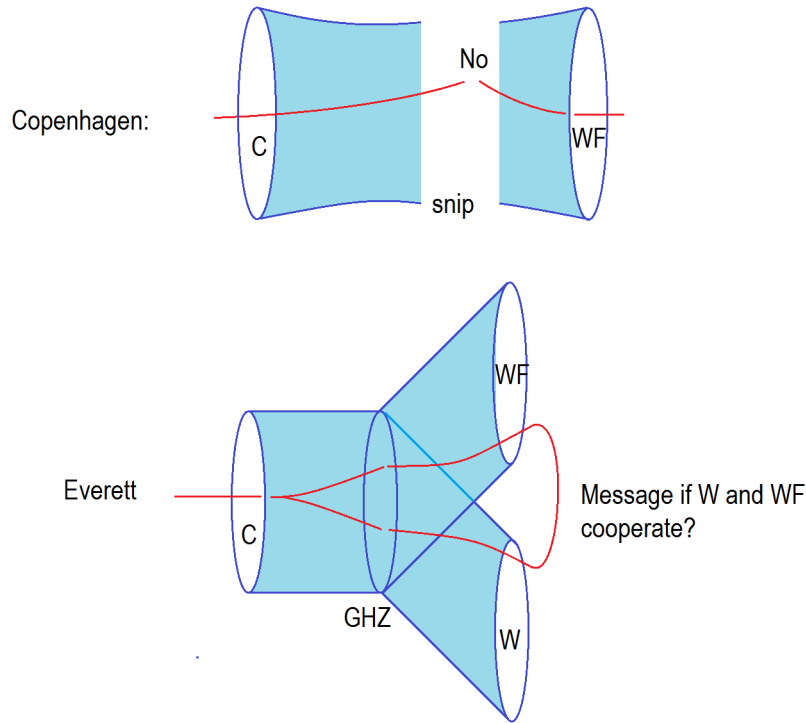 No
Copenhagen:
C
WF
snip
WF
Everett
C
Message if W and WF
cooperate?
GHZ
W